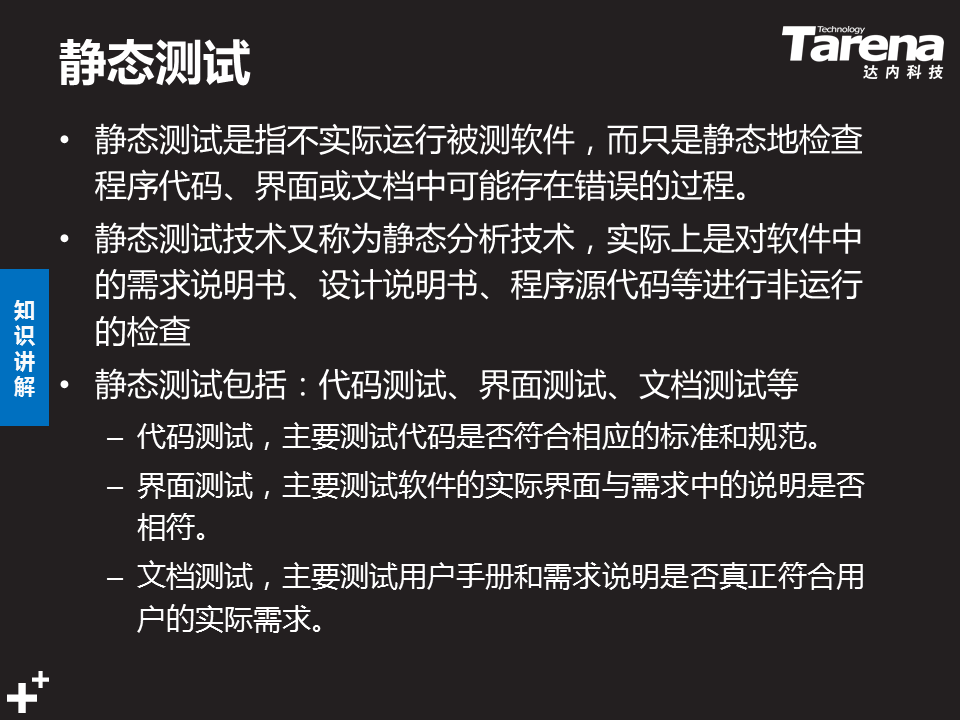 静态测试
Technology
Tarena
达内科技
• 静态测试是指不实际运行被测软件，而只是静态地检查
程序代码、界面或文档中可能存在错误的过程。
• 静态测试技术又称为静态分析技术，实际上是对软件中
的需求说明书、设计说明书、程序源代码等进行非运行
的检查
知识讲解
• 静态测试包括：代码测试、界面测试、文档测试等
– 代码测试，主要测试代码是否符合相应的标准和规范。
– 界面测试，主要测试软件的实际界面与需求中的说明是否
相符。
– 文档测试，主要测试用户手册和需求说明是否真正符合用
户的实际需求。